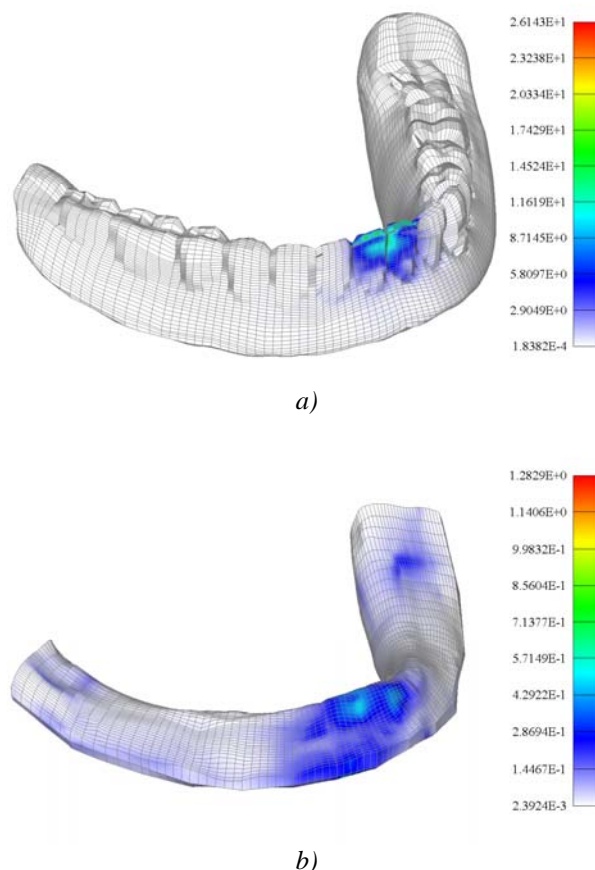 2.6143E+1
2.3238E+1
2.0334E+1
1.7429E+1
1.4524E+1
1.1619E+1
8.7145E+0
5.8097E+0
2.9049E+0
1.8382E-4
a)
1.2829E+0
1.1406E+0
9.9832E-1
8.5604E-1
7.1377E-1
5.7149E-1
4.2922E-1
2.8694E-1
1.4467E-1
2.3924E-3
b)